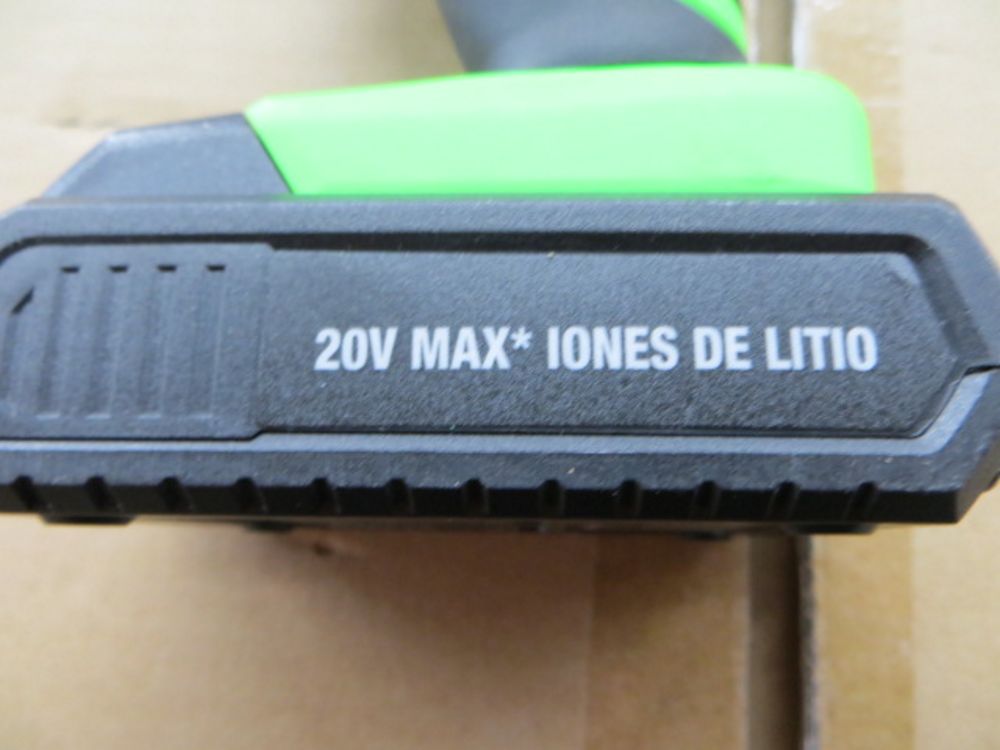 20V MAX* IONES DE LITIO